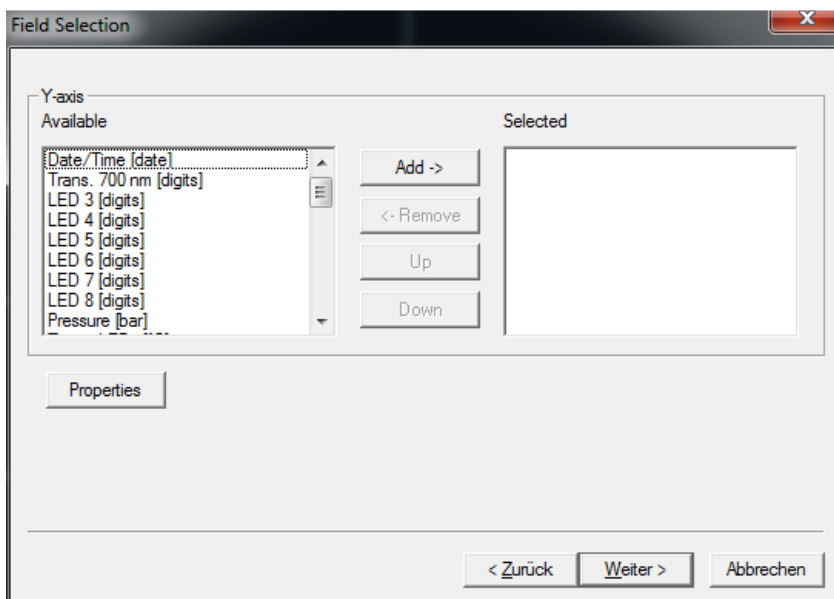 Field Selection
Y-axis
Available
Selected
Date/Time [date]
Trans. 700 nm [digits]
LED 3 [digits]
LED 4 [digits]
LED 5 [digits]
LED 6 [digits]
LED 7 [digits]
LED 8 [digits]
Pressure [bar]
Add ->
<- Remove
Up
Down
Properties
< Zurück
Weiter >
Abbrechen